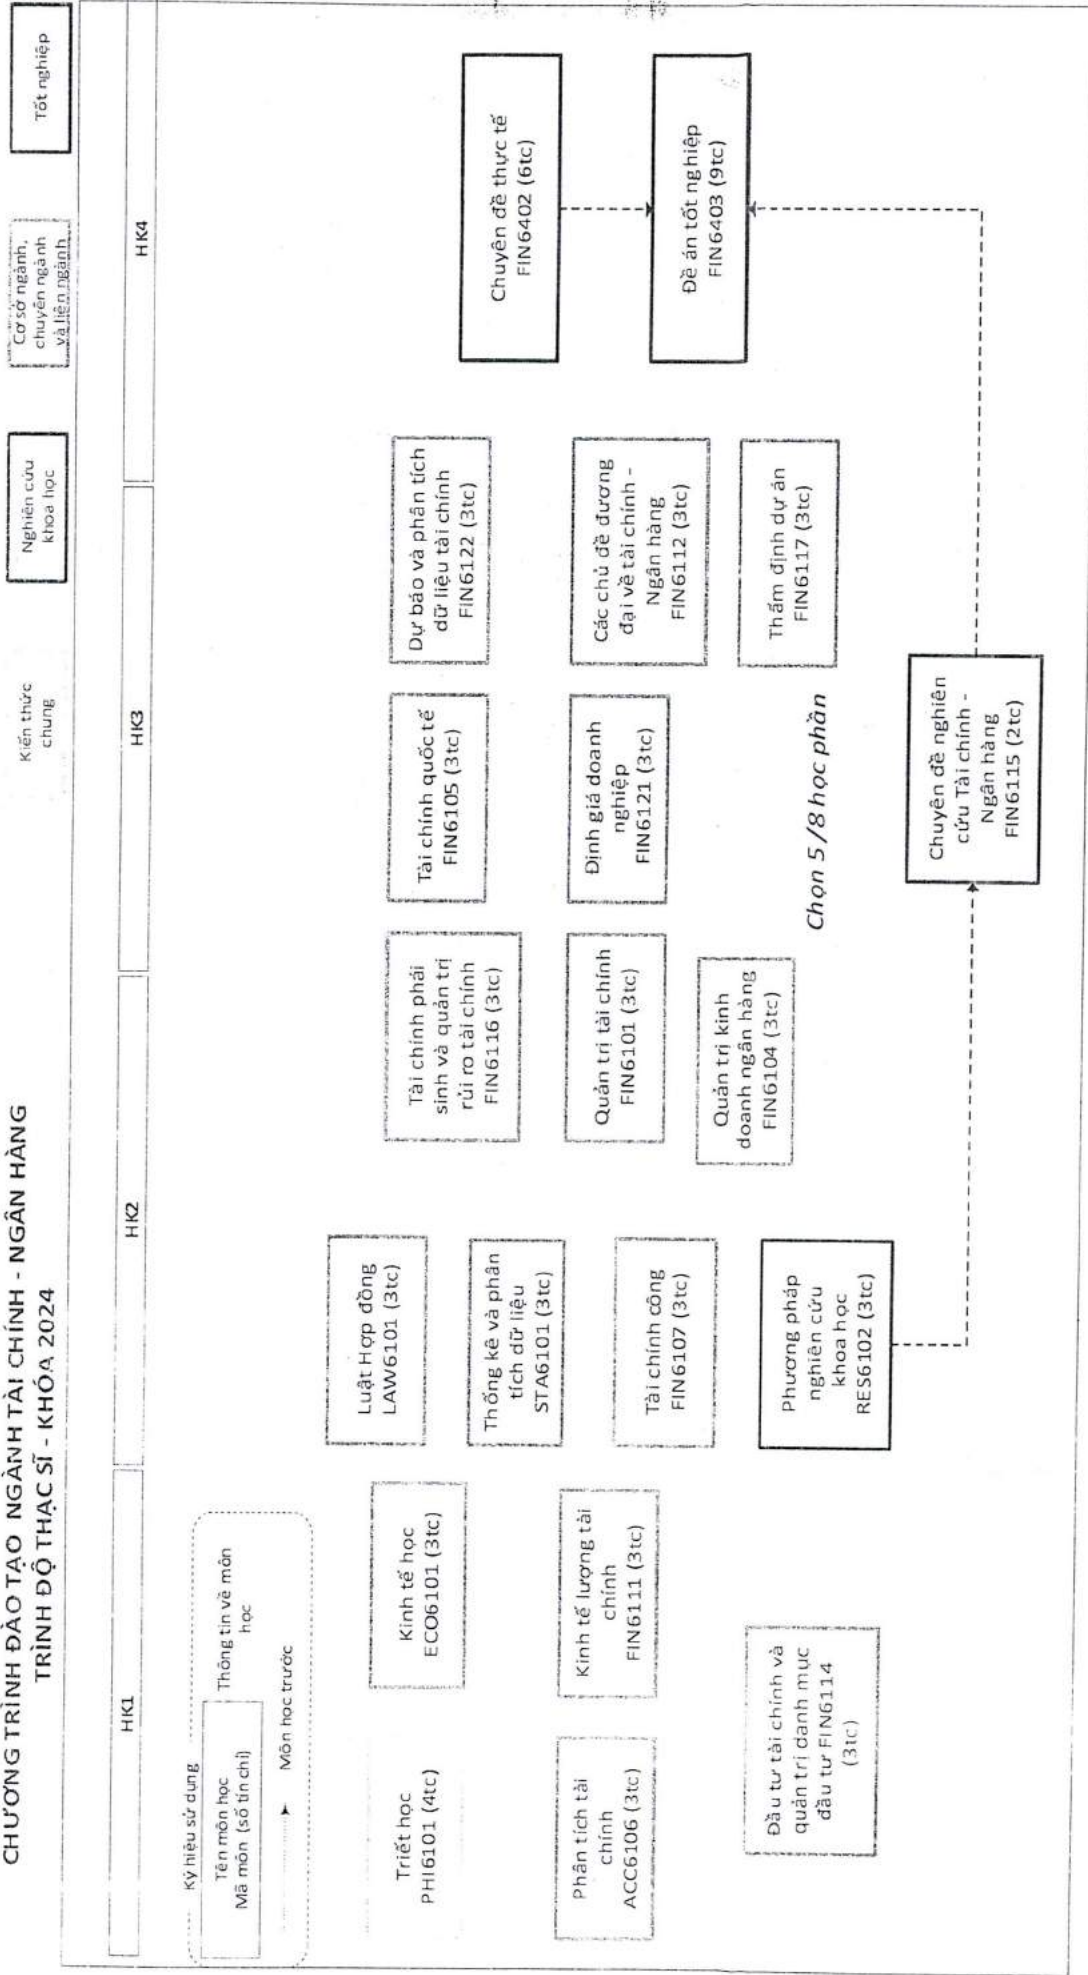 CHƯƠNG TRÌNH ĐÀO TẠO NGÀNH TÀI CHÍNH - NGÂN HÀNG
TRÌNH ĐỘ THẠC SĨ - KHÓA 2024
Kiến thức
chung
Nghiên cứu
khoa học
Cơ sở ngành,
chuyên ngành
và liên ngành
Tốt nghiệp
HK1
HK2
HK3
HK4
Ký hiệu sử dụng
Tên môn học
Mã môn (số tín chỉ)
Thông tin về môn
học
Môn học trước
Triết học
PHI6101 (4tc)
Kinh tế học
ECO6101 (3tc)
Phân tích tài
chính
ACC6106 (3tc)
Kinh tế lượng tài
chính
FIN6111 (3tc)
Đầu tư tài chính và
quản trị danh mục
đầu tư FIN6114
(3tc)
Luật Hợp đồng
LAW6101 (3tc)
Thống kê và phân
tích dữ liệu
STA6101 (3tc)
Tài chính công
FIN6107 (3tc)
Phương pháp
nghiên cứu
khoa học
RES6102 (3tc)
Tài chính phái
sinh và quản trị
rủi ro tài chính
FIN6116 (3tc)
Quản trị tài chính
FIN6101 (3tc)
Quản trị kinh
doanh ngân hàng
FIN6104 (3tc)
Tài chính quốc tế
FIN6105 (3tc)
Định giá doanh
nghiệp
FIN6121 (3tc)
Dự báo và phân tích
dữ liệu tài chính
FIN6122 (3tc)
Các chủ đề đương
đại về tài chính -
Ngân hàng
FIN6112 (3tc)
Thẩm định dự án
FIN6117 (3tc)
Chọn 5/8 học phần
Chuyên đề nghiên
cứu Tài chính -
Ngân hàng
FIN6115 (2tc)
Chuyên đề thực tế
FIN6402 (6tc)
Đề án tốt nghiệp
FIN6403 (9tc)